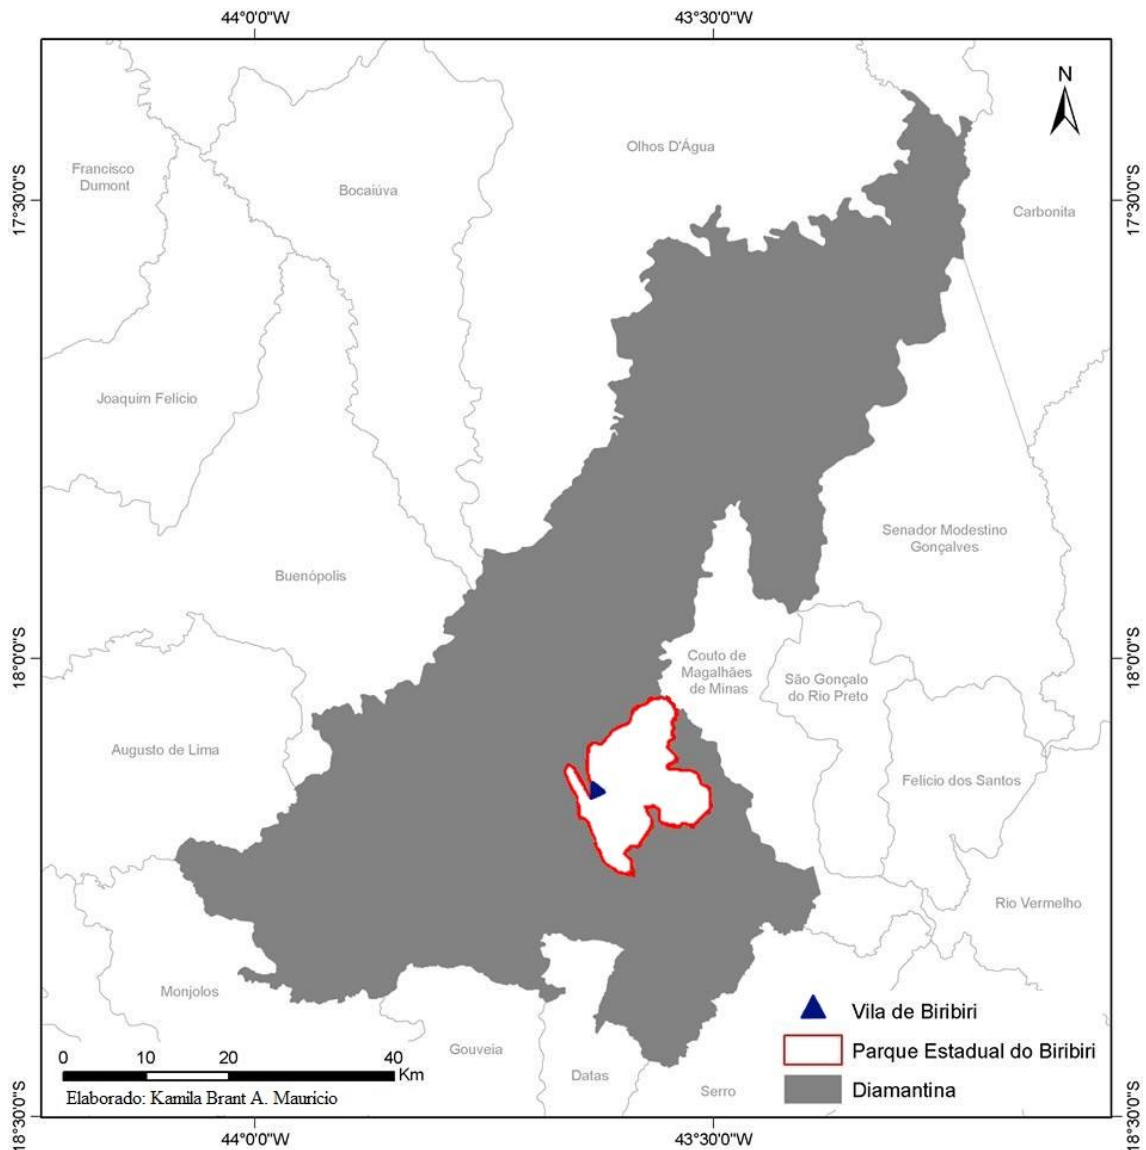 44°0'0"W
43°30'0"W
N
Olhos D'Água
Francisco
Dumont
Bocaiúva
17°30'0"S
17°30'0"S
Carbonita
Joaquim Felicio
Senador Modestino
Gonçalves
Buenópolis
18°0'0"S
18°0'0"S
Couto de
Magalhães
de Minas
São Gonçalo
do Rio Preto
Augusto de Lima
Felicio dos Santos
Rio Vermelho
Monjolos
Vila de Biribiri
Gouveia
Parque Estadual do Biribiri
0 10 20 40
Km
Datas
Diamantina
Serro
Elaborado: Kamila Brant A. Mauricio
18°30'0"S
18°30'0"S
44°0'0"W
43°30'0"W